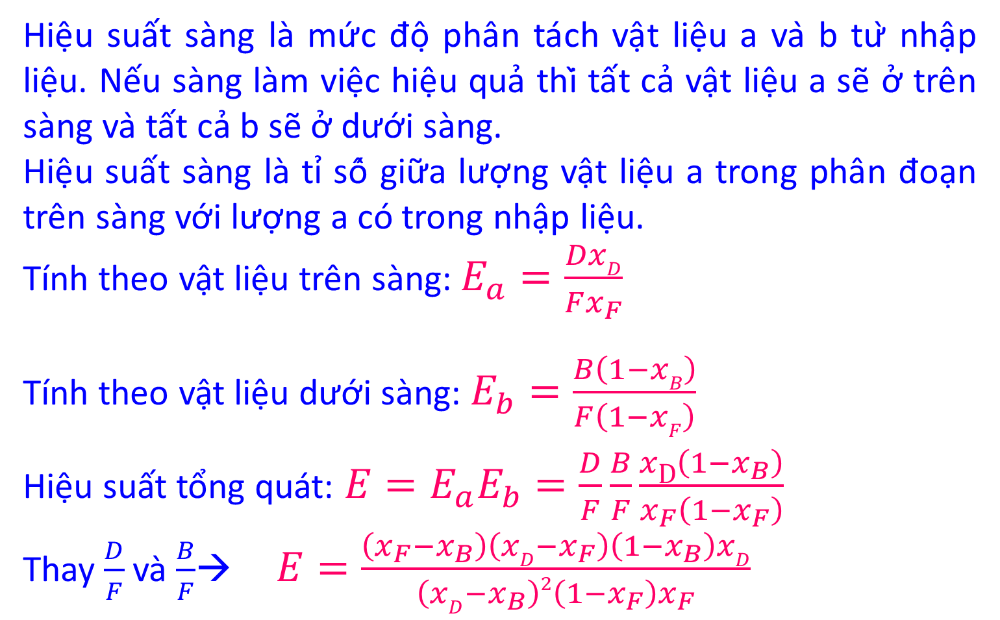 Hiệu suất sàng là mức độ phân tách vật liệu a và b từ nhập
liệu. Nếu sàng làm việc hiệu quả thì tất cả vật liệu a sẽ ở trên
sàng và tất cả b sẽ ở dưới sàng.
Hiệu suất sàng là tỉ số giữa lượng vật liệu a trong phân đoạn
trên sàng với lượng a có trong nhập liệu.
Tính theo vật liệu trên sàng: $E_a = \frac{Dx_D}{Fx_F}$
Tính theo vật liệu dưới sàng: $E_b = \frac{B(1-x_B)}{F(1-x_F)}$
Hiệu suất tổng quát: $E = E_a E_b = \frac{D}{F} \frac{B}{F} \frac{x_D(1-x_B)}{x_F(1-x_F)}$
Thay $\frac{D}{F}$ và $\frac{B}{F}$→ $E = \frac{(x_F-x_B)(x_D-x_F)(1-x_B)x_D}{(x_D-x_B)^2(1-x_F)x_F}$